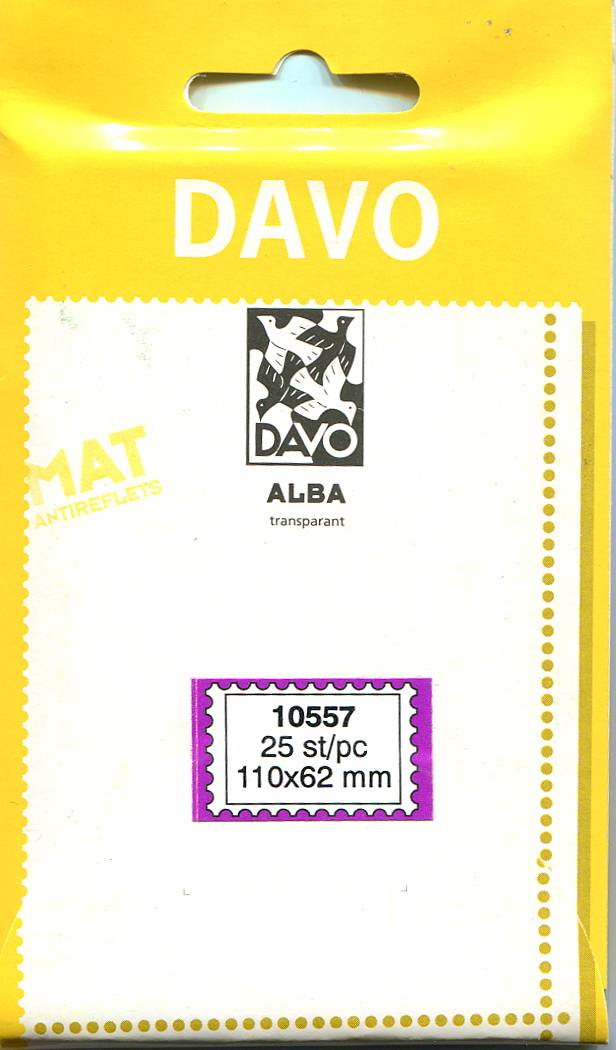 DAVO
DAVO
ALBA
transparant
MAT
ANTIREFLETS
10557
25 st/pc
110x62 mm